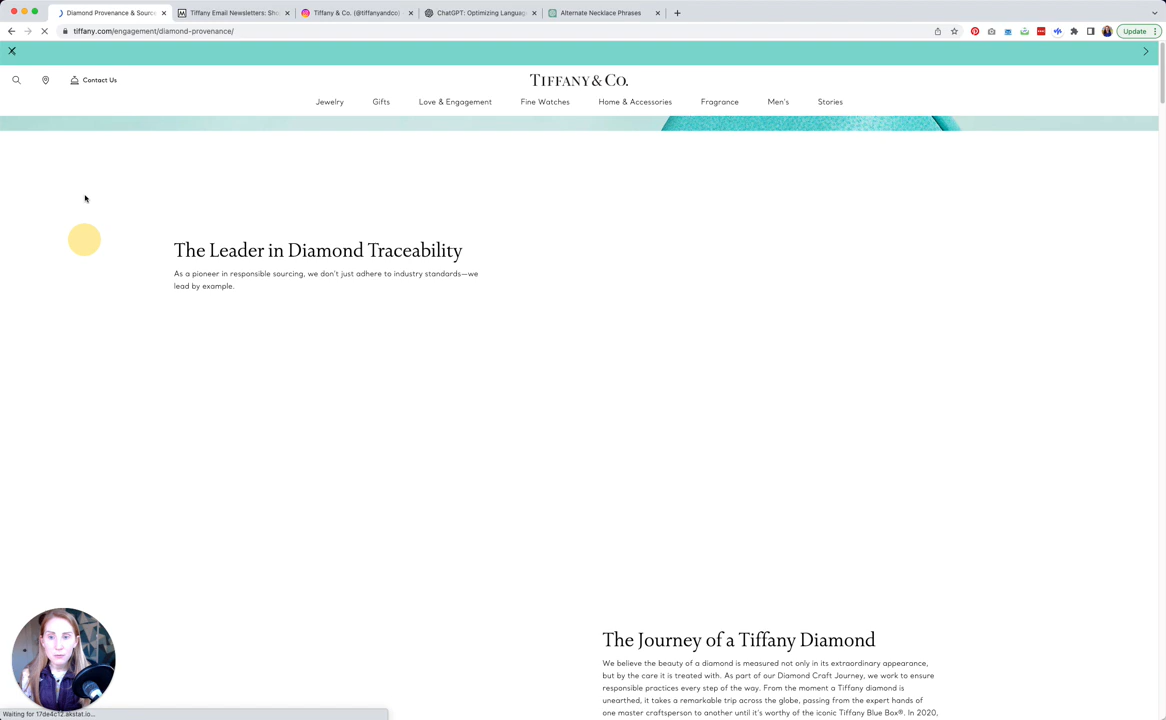 Diamond Provenance & Sourc
Tiffany Email Newsletters: Sho
Tiffany & Co. (@tiffanyandco)
ChatGPT: Optimizing Languag
Alternate Necklace Phrases
tiffany.com/engagement/diamond-provenance/
Update
Contact Us
TIFFANY & CO.
Jewelry
Gifts
Love & Engagement
Fine Watches
Home & Accessories
Fragrance
Men's
Stories
The Leader in Diamond Traceability
As a pioneer in responsible sourcing, we don't just adhere to industry standards—we
lead by example.
The Journey of a Tiffany Diamond
We believe the beauty of a diamond is measured not only in its extraordinary appearance,
but by the care it is treated with. As part of our Diamond Craft Journey, we work to ensure
responsible practices every step of the way. From the moment a Tiffany diamond is
unearthed, it takes a remarkable trip across the globe, passing from the expert hands of
one master craftsperson to another until it's worthy of the iconic Tiffany Blue Box®. In 2020,
Waiting for 17de4c12.akstat.io...